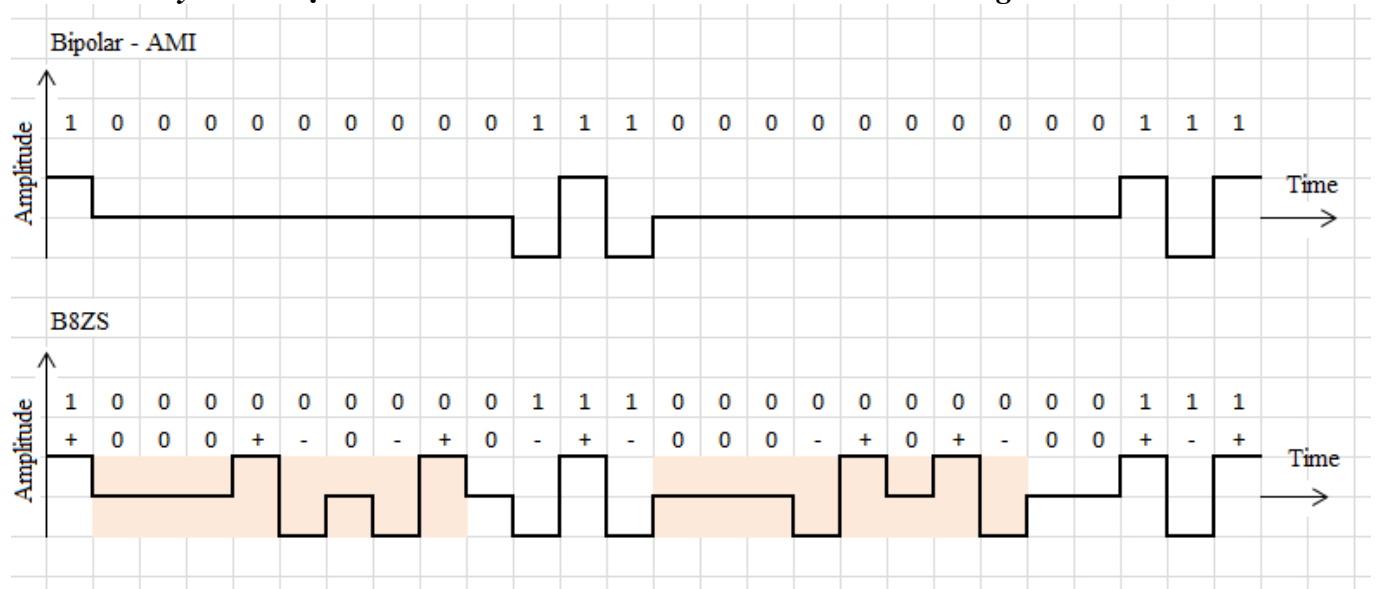 Bipolar - AMI
Amplitude
1 0 0 0 0 0 0 0 0 0 1 1 1 0 0 0 0 0 0 0 0 0 0 1 1 1
Time
B8ZS
Amplitude
1 0 0 0 0 0 0 0 0 0 1 1 1 0 0 0 0 0 0 0 0 0 0 1 1 1
+ 0 0 0 + - 0 - + 0 - + - 0 0 0 - + 0 + - 0 0 + - +
Time